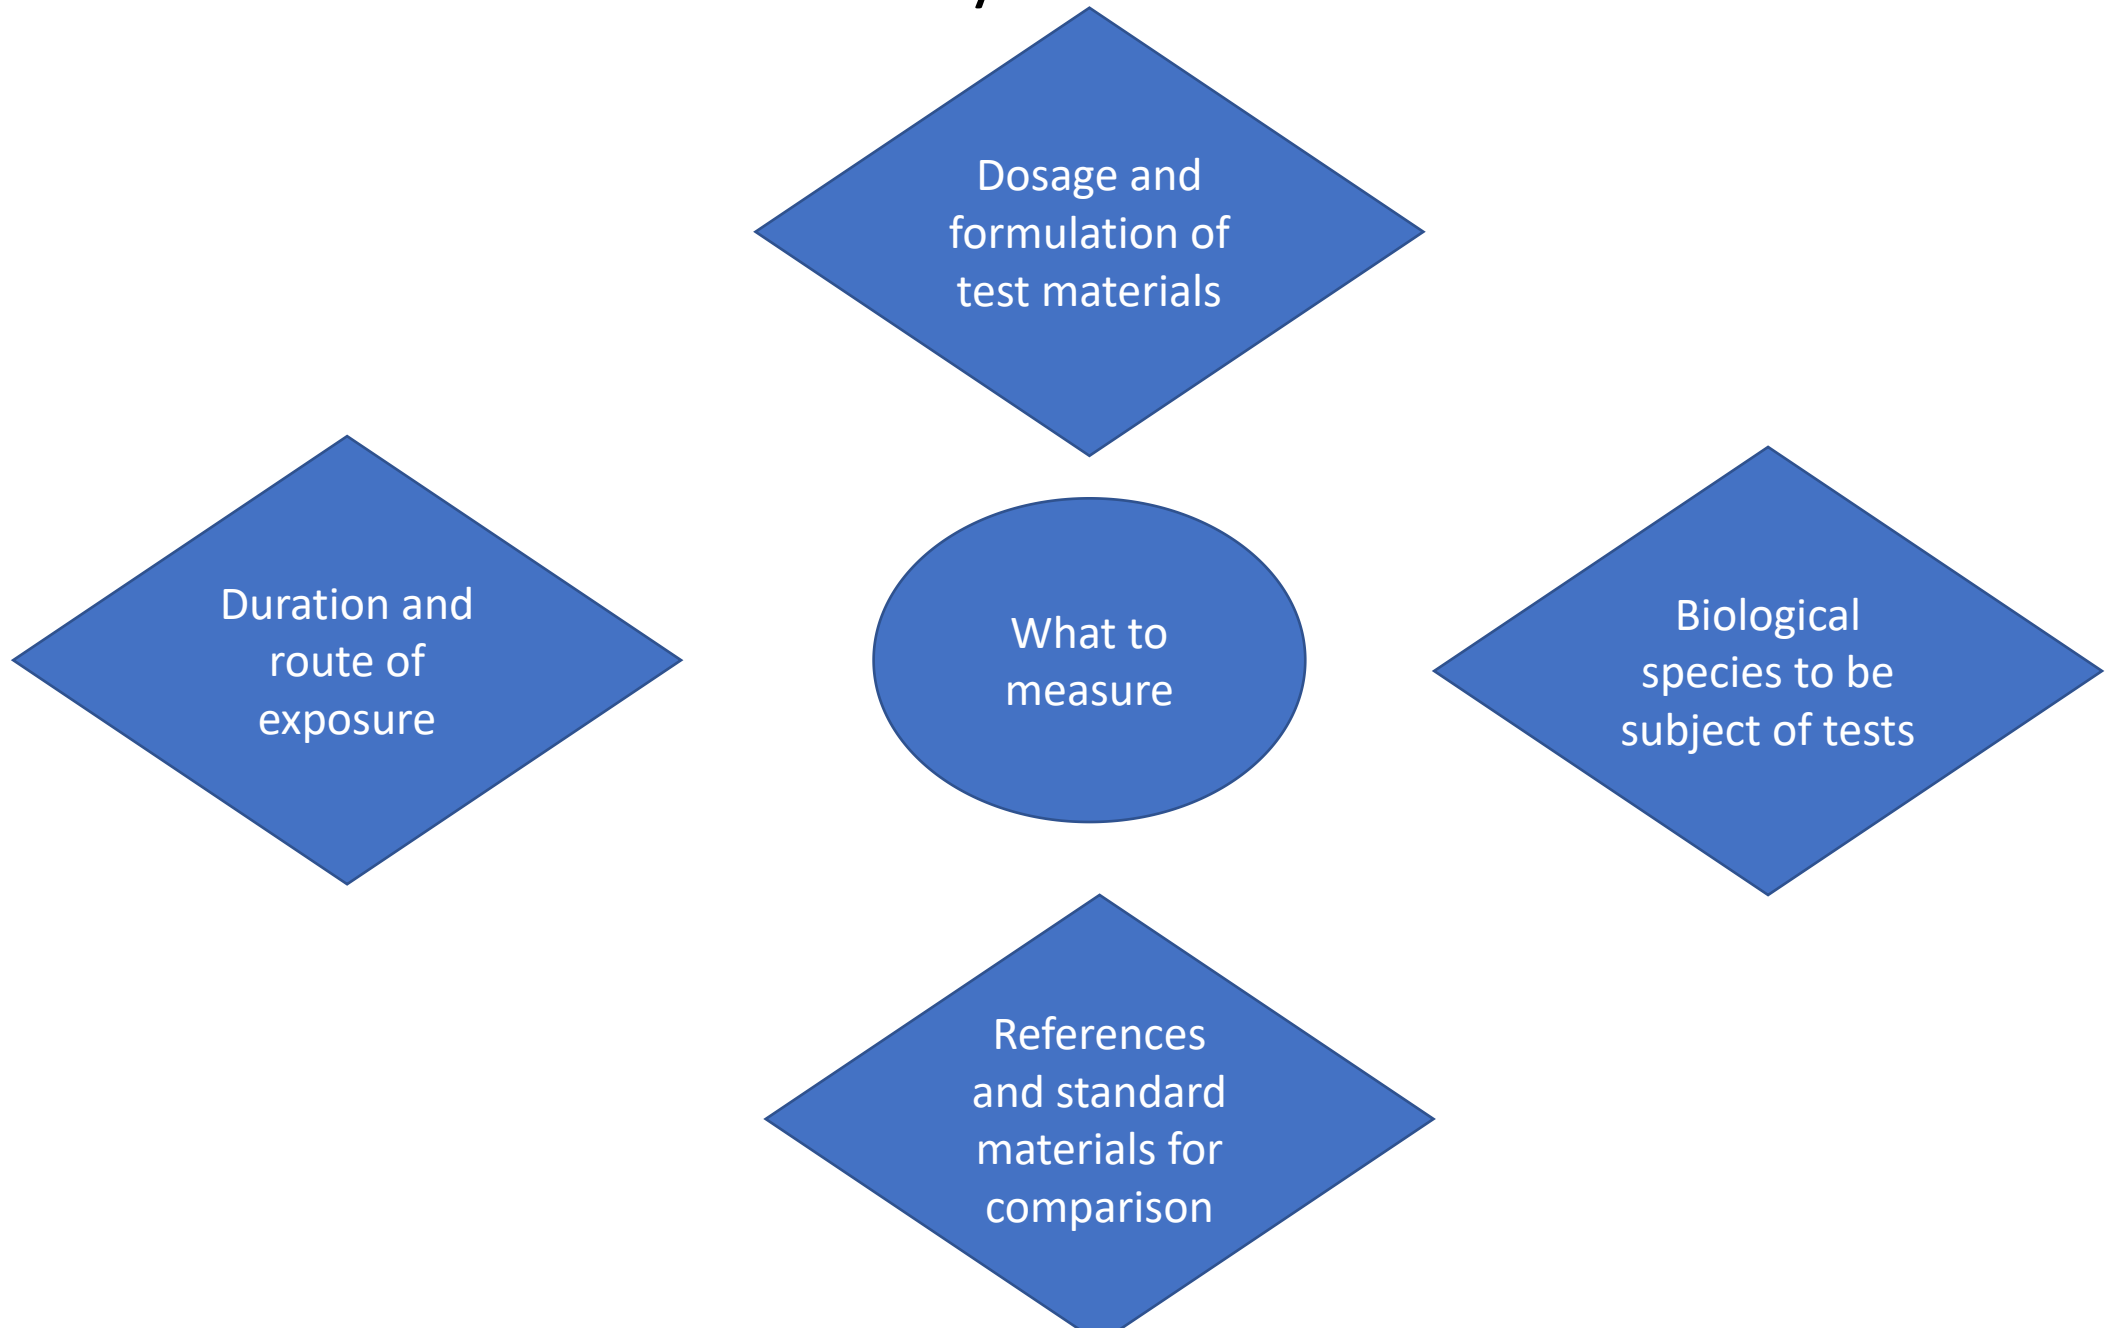 Dosage and
formulation of
test materials
Duration and
route of
exposure
What to
measure
Biological
species to be
subject of tests
References
and standard
materials for
comparison